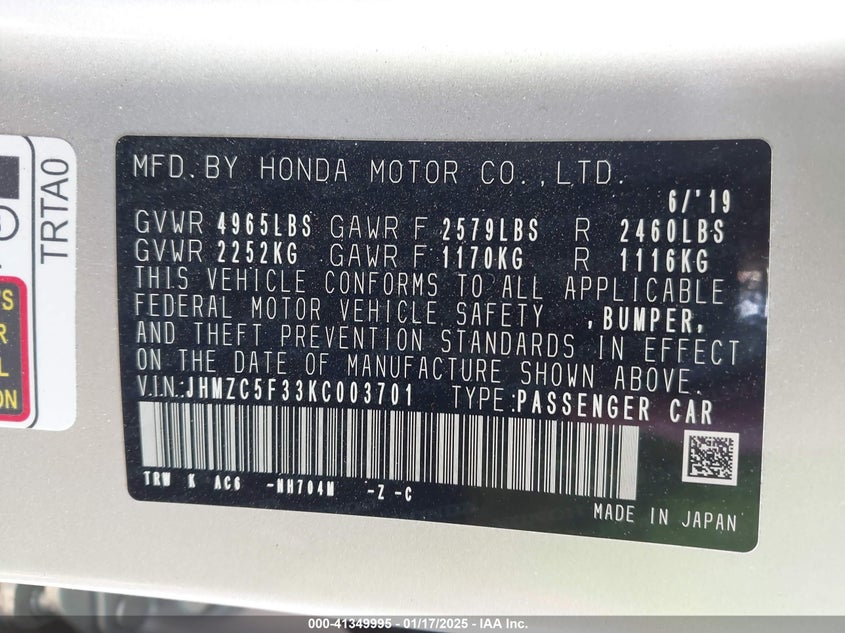 MFD. BY HONDA MOTOR CO., LTD.
6/'19
GVWR 4965LBS GAWR F 2579LBS R 2460LBS
GVWR 2252KG GAWR F 1170KG R 1116KG
THIS VEHICLE CONFORMS TO ALL APPLICABLE
FEDERAL MOTOR VEHICLE SAFETY , BUMPER,
AND THEFT PREVENTION STANDARDS IN EFFECT
ON THE DATE OF MANUFACTURE SHOWN ABOVE.
VIN:JHMZC5F33KC003701 TYPE:PASSENGER CAR
TRW K AC6 -NH704M -Z -C
MADE IN JAPAN
TRTA0
000-41349995 - 01/17/2025 - IAA Inc.